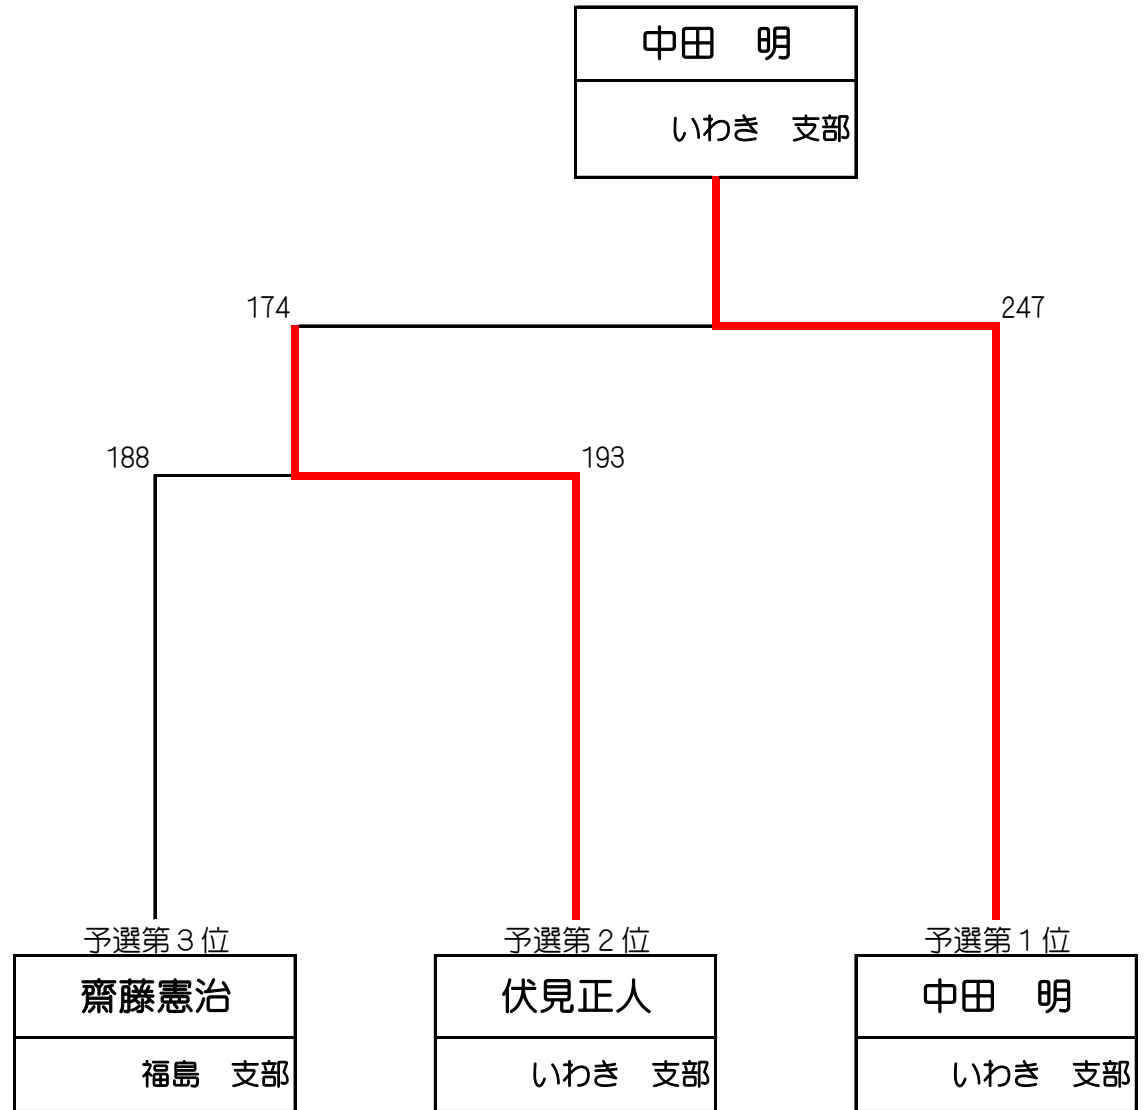 中田　明
いわき　支部
174
247
188
193
予選第３位
予選第２位
予選第１位
齋藤憲治
伏見正人
中田　明
福島　支部
いわき　支部
いわき　支部